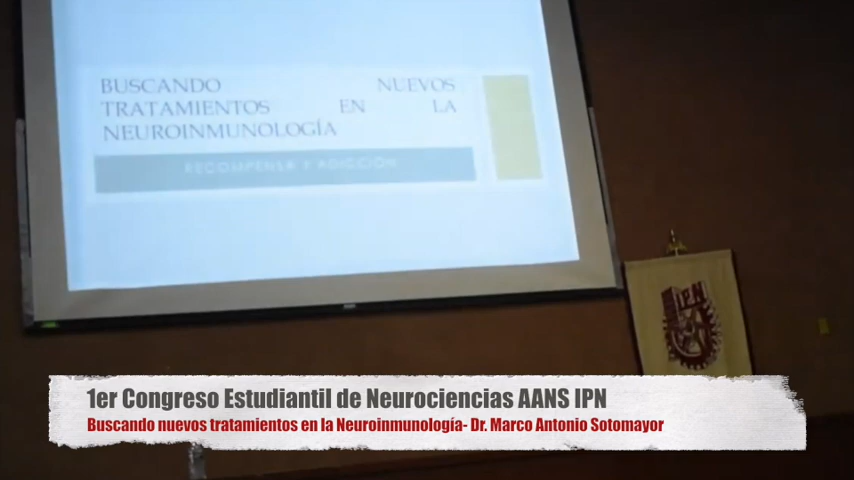 BUSCANDO NUEVOS
TRATAMIENTOS EN LA
NEUROINMUNOLOGÍA
RECOMPENSA Y ADICCIÓN
IPN
1er Congreso Estudiantil de Neurociencias AANS IPN
Buscando nuevos tratamientos en la Neuroinmunología- Dr. Marco Antonio Sotomayor